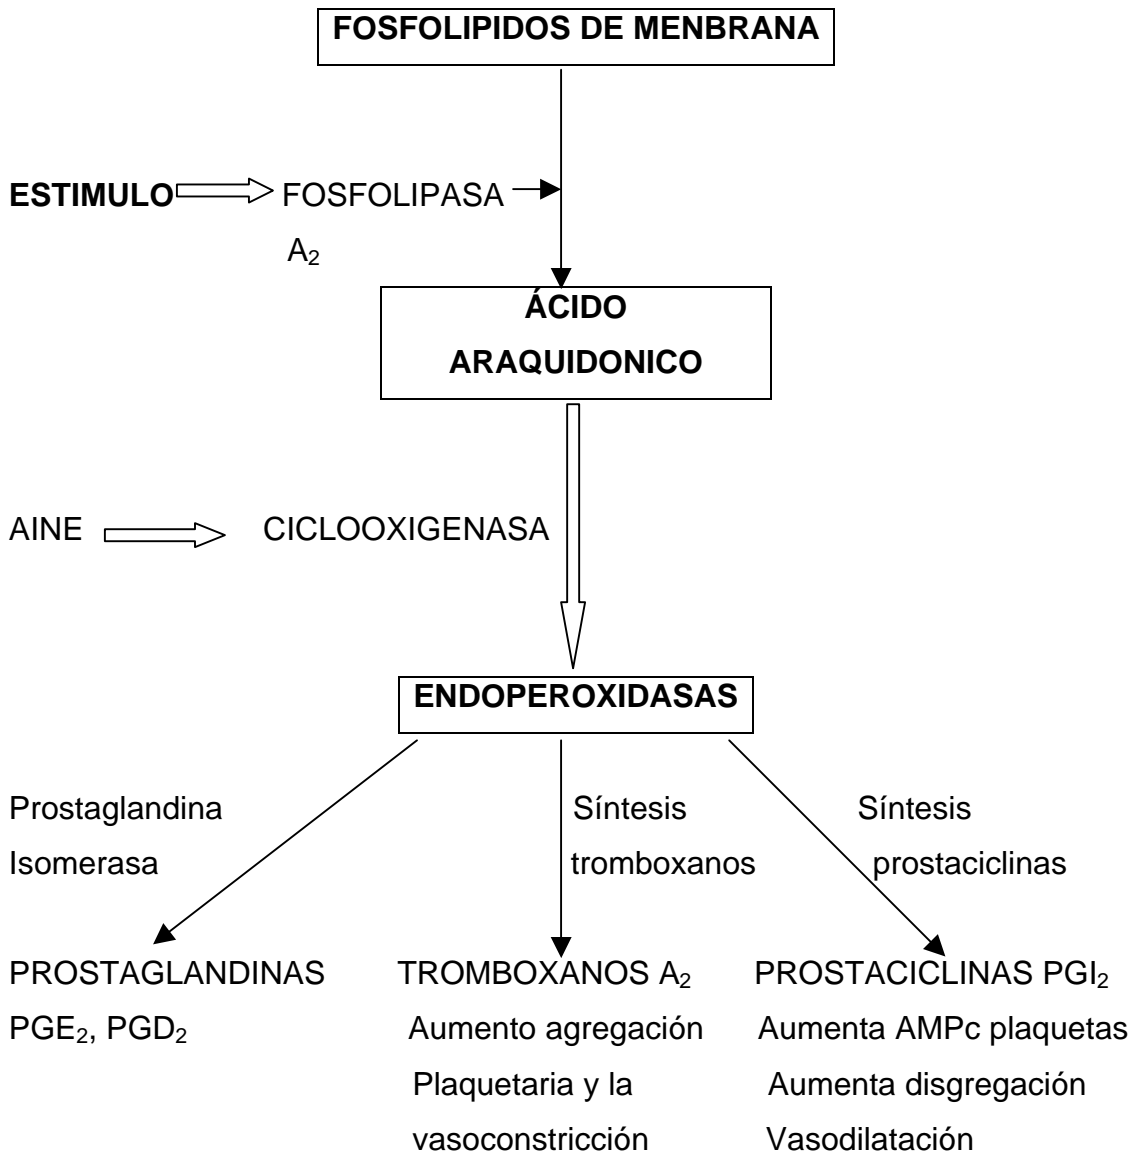 FOSFOLIPIDOS DE MENBRANA
ESTIMULO FOSFOLIPASA
A₂
ÁCIDO
ARAQUIDONICO
AINE CICLOOXIGENASA
ENDOPEROXIDASAS
Prostaglandina
Isomerasa
Síntesis
tromboxanos
Síntesis
prostaciclinas
PROSTAGLANDINAS
PGE₂, PGD₂
TROMBOXANOS A₂
Aumento agregación
Plaquetaria y la
vasoconstricción
PROSTACICLINAS PGI₂
Aumenta AMPc plaquetas
Aumenta disgregación
Vasodilatación